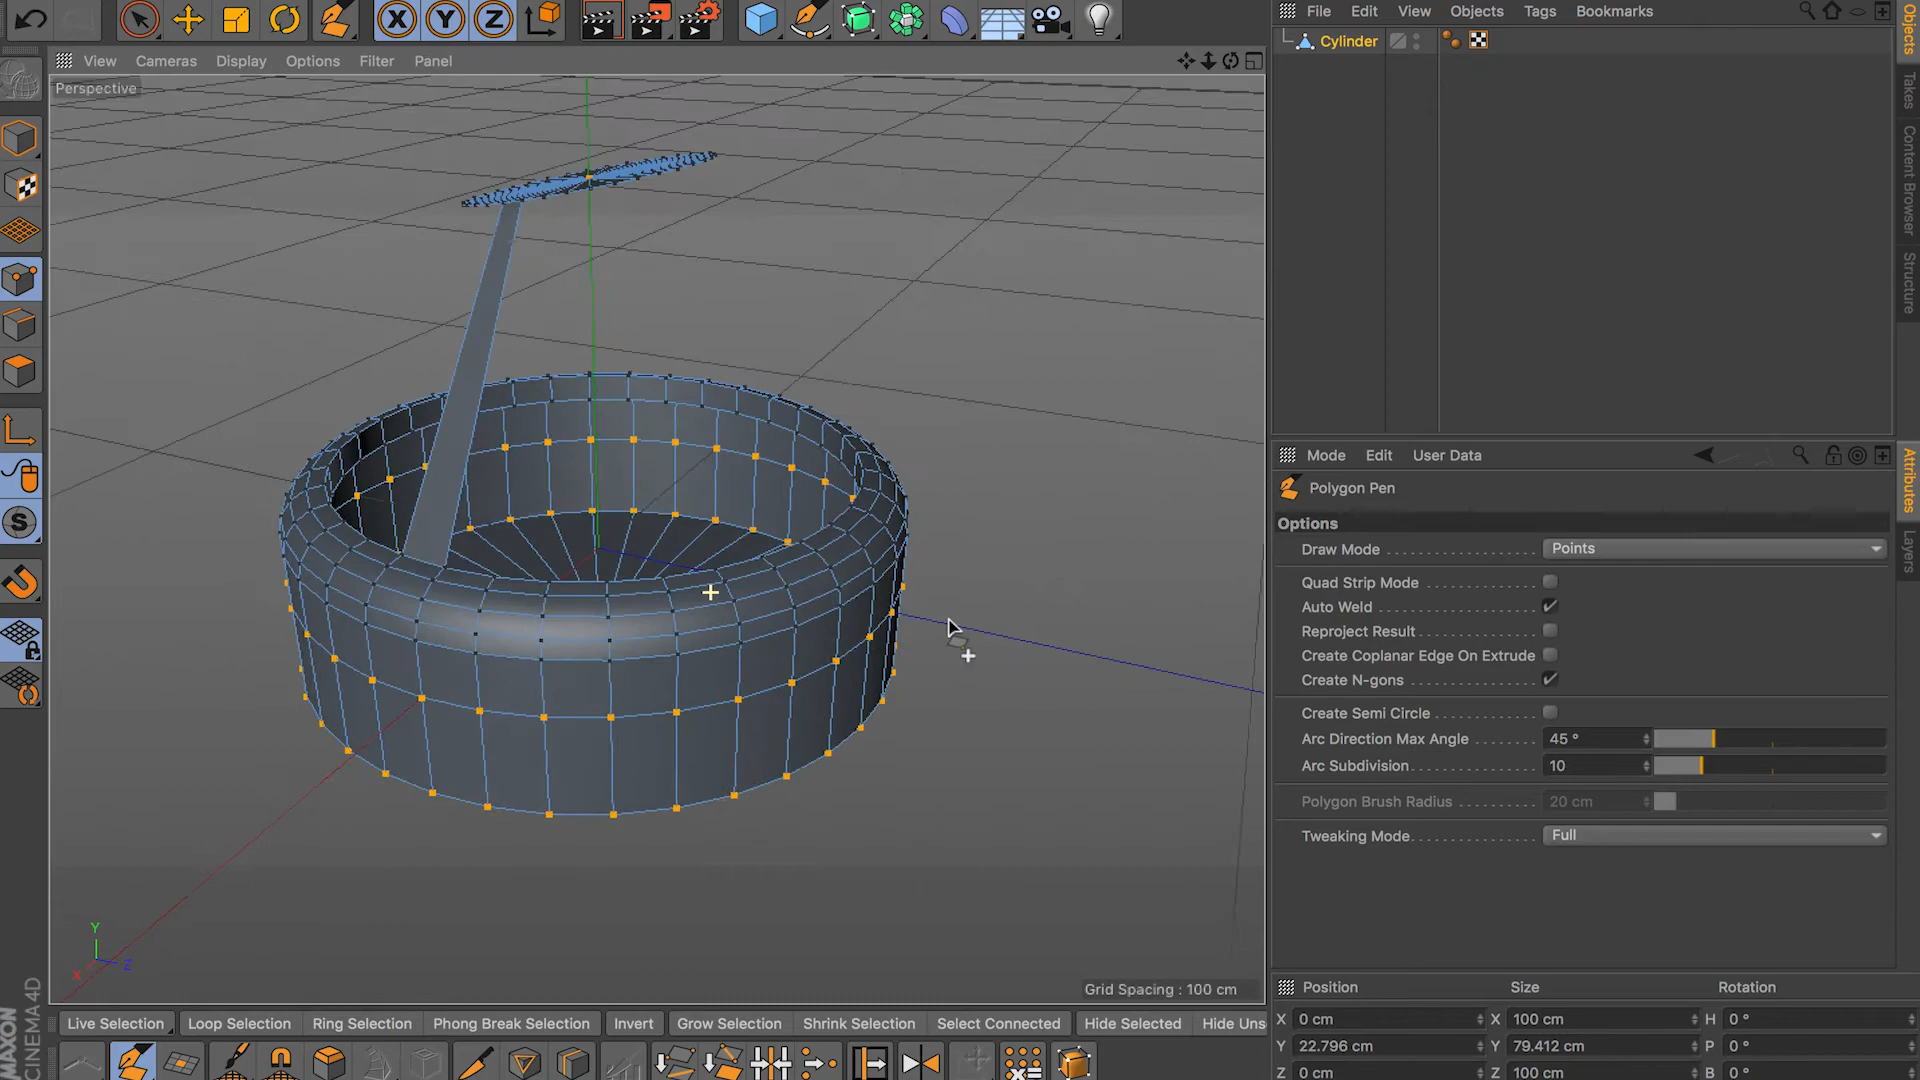 X Y Z
View Cameras Display Options Filter Panel
Perspective
S
Y
X
Z
Grid Spacing : 100 cm
MAXON
CINEMA4D
Live Selection Loop Selection Ring Selection Phong Break Selection Invert Grow Selection Shrink Selection Select Connected Hide Selected Hide Uns
File Edit View Objects Tags Bookmarks
Cylinder
Objects
Takes
Content Browser
Structure
Mode Edit User Data
Polygon Pen
Options
Draw Mode Points
Quad Strip Mode
Auto Weld
Reproject Result
Create Coplanar Edge On Extrude
Create N-gons
Create Semi Circle
Arc Direction Max Angle 45 °
Arc Subdivision 10
Polygon Brush Radius 20 cm
Tweaking Mode Full
Attributes
Layers
Position Size Rotation
X 0 cm X 100 cm H 0 °
Y 22.796 cm Y 79.412 cm P 0 °
Z 0 cm Z 100 cm B 0 °